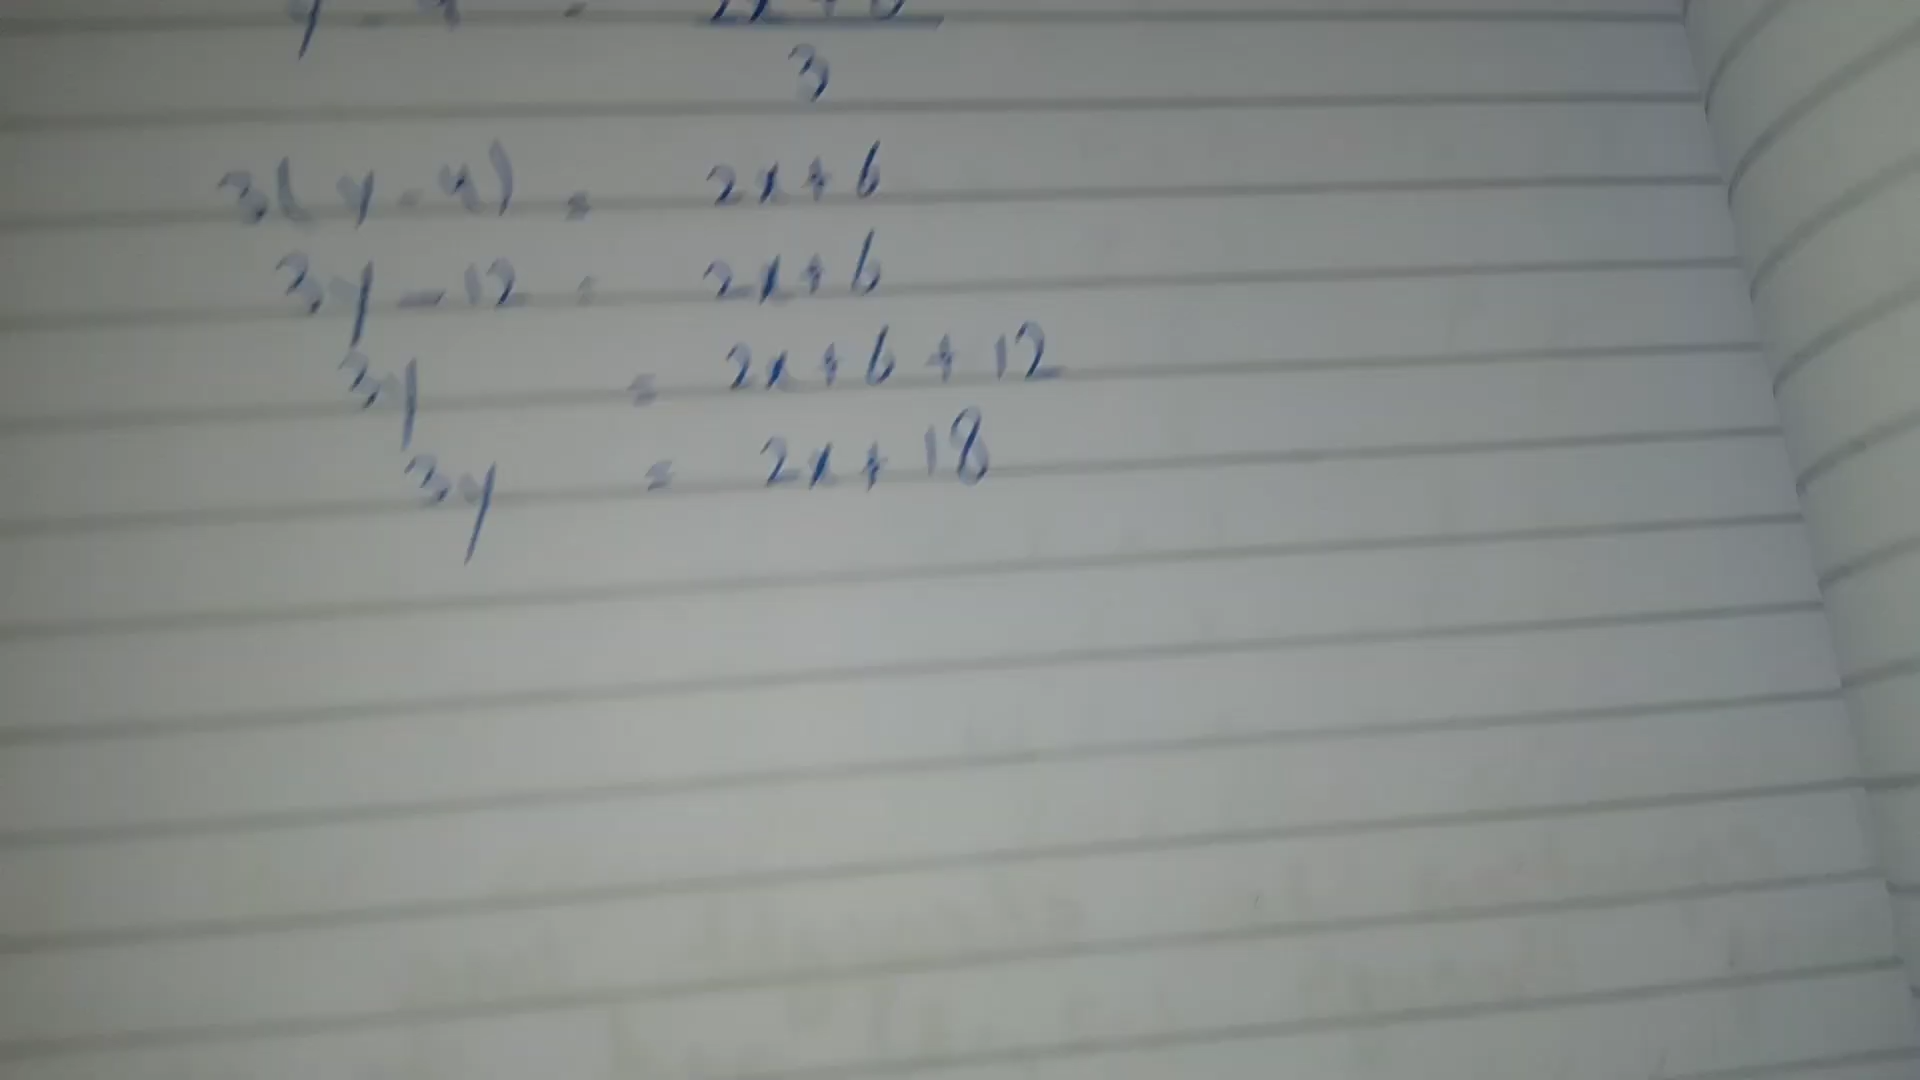 3
3(y-4) = 2x+6
3y-12 = 2x+6
3y = 2x+6+12
3y = 2x+18